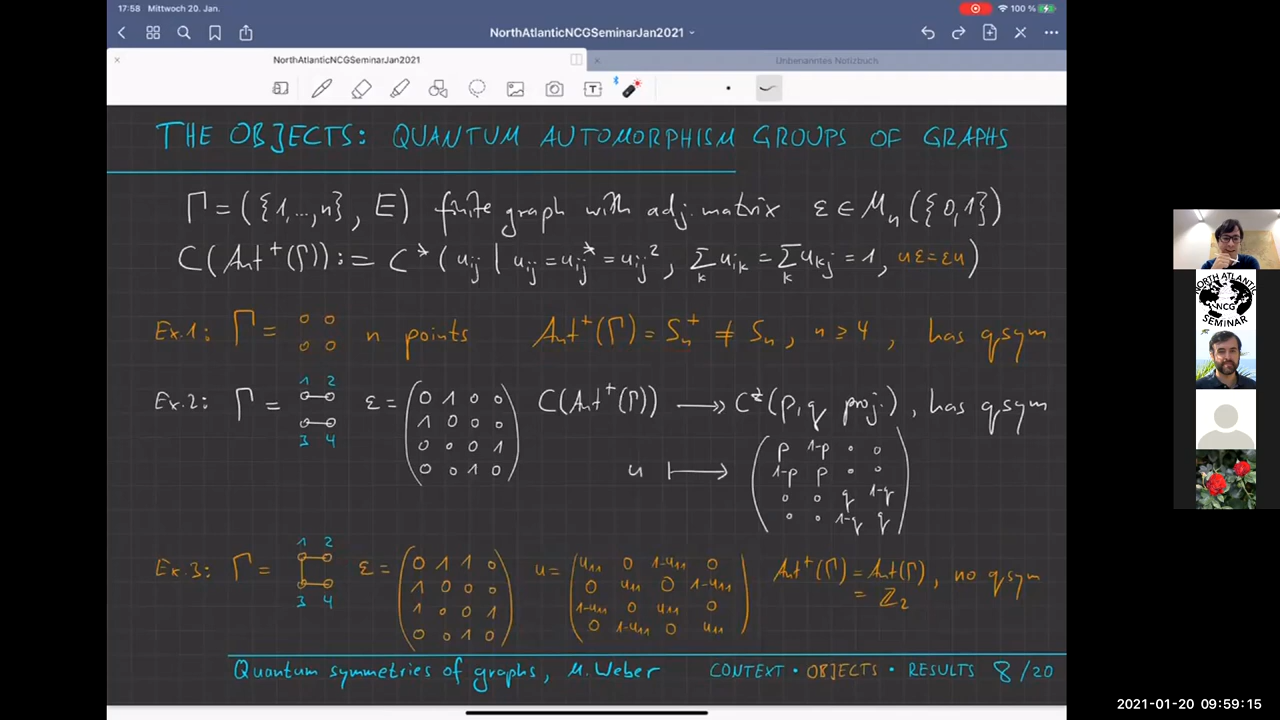 17:58 Mittwoch 20. Jan.
100 %
NorthAtlanticNCGSeminarJan2021
NorthAtlanticNCGSeminarJan2021
Unbenanntes Notizbuch
THE OBJECTS: QUANTUM AUTOMORPHISM GROUPS OF GRAPHS
Γ = ({1,...,n}, E) finite graph with adj. matrix ε ∈ M_n({0,1})
C(Aut⁺(Γ)) := C*(u_ij | u_ij = u_ij* = u_ij², Σ_k u_ik = Σ_k u_kj = 1, uε = εu)
Ex.1: Γ = n points Aut⁺(Γ) = S_n⁺ ≠ S_n, n ≥ 4, has qsym
Ex.2: Γ = 1 2 3 4 ε = C(Aut⁺(Γ)) → C*(p,q proj.), has qsym
0 1 0 0
1 0 0 0
0 0 0 1
0 0 1 0
u ↦
p 1-p 0 0
1-p p 0 0
0 0 q 1-q
0 0 1-q q
Ex.3: Γ = 1 2 3 4 ε = u = Aut⁺(Γ) = Aut(Γ), no qsym
= ℤ₂
0 1 1 0
1 0 0 0
1 0 0 1
0 0 1 0
u₁₁ 0 1-u₁₁ 0
0 u₁₁ 0 1-u₁₁
1-u₁₁ 0 u₁₁ 0
0 1-u₁₁ 0 u₁₁
Quantum symmetries of graphs, M. Weber CONTEXT • OBJECTS • RESULTS 8/20
NORTH ATLANTIC
NCG
SEMINAR
2021-01-20 09:59:15